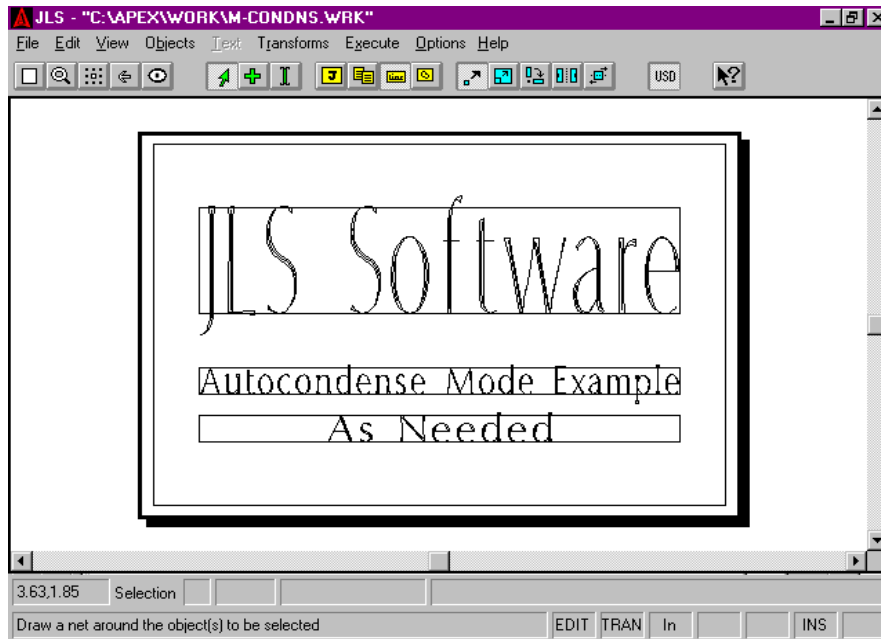 JLS - "C:\APEX\WORK\M-CONDNS.WRK"
File Edit View Objects Text Transforms Execute Options Help
J USD ?
JLS Software
Autocondense Mode Example
As Needed
3.63,1.85 Selection
Draw a net around the object(s) to be selected EDIT TRAN In INS